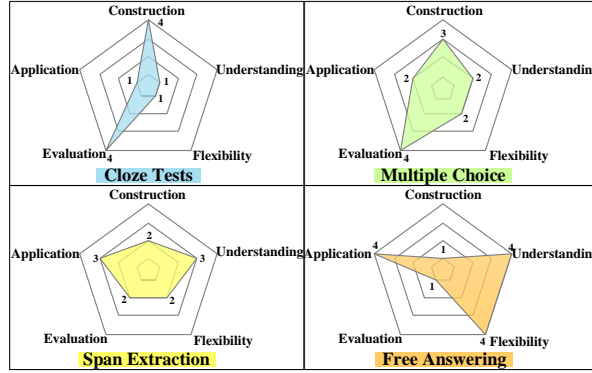 Construction
4
Application
1
1
Understanding
1
Evaluation
4
Flexibility
Cloze Tests
Construction
3
Application
2
2
Understanding
2
Evaluation
4
Flexibility
Multiple Choice
Construction
2
Application
3
3
Understanding
2
2
Evaluation
Flexibility
Span Extraction
Construction
1
Application
4
4
Understanding
1
Evaluation
4
Flexibility
Free Answering